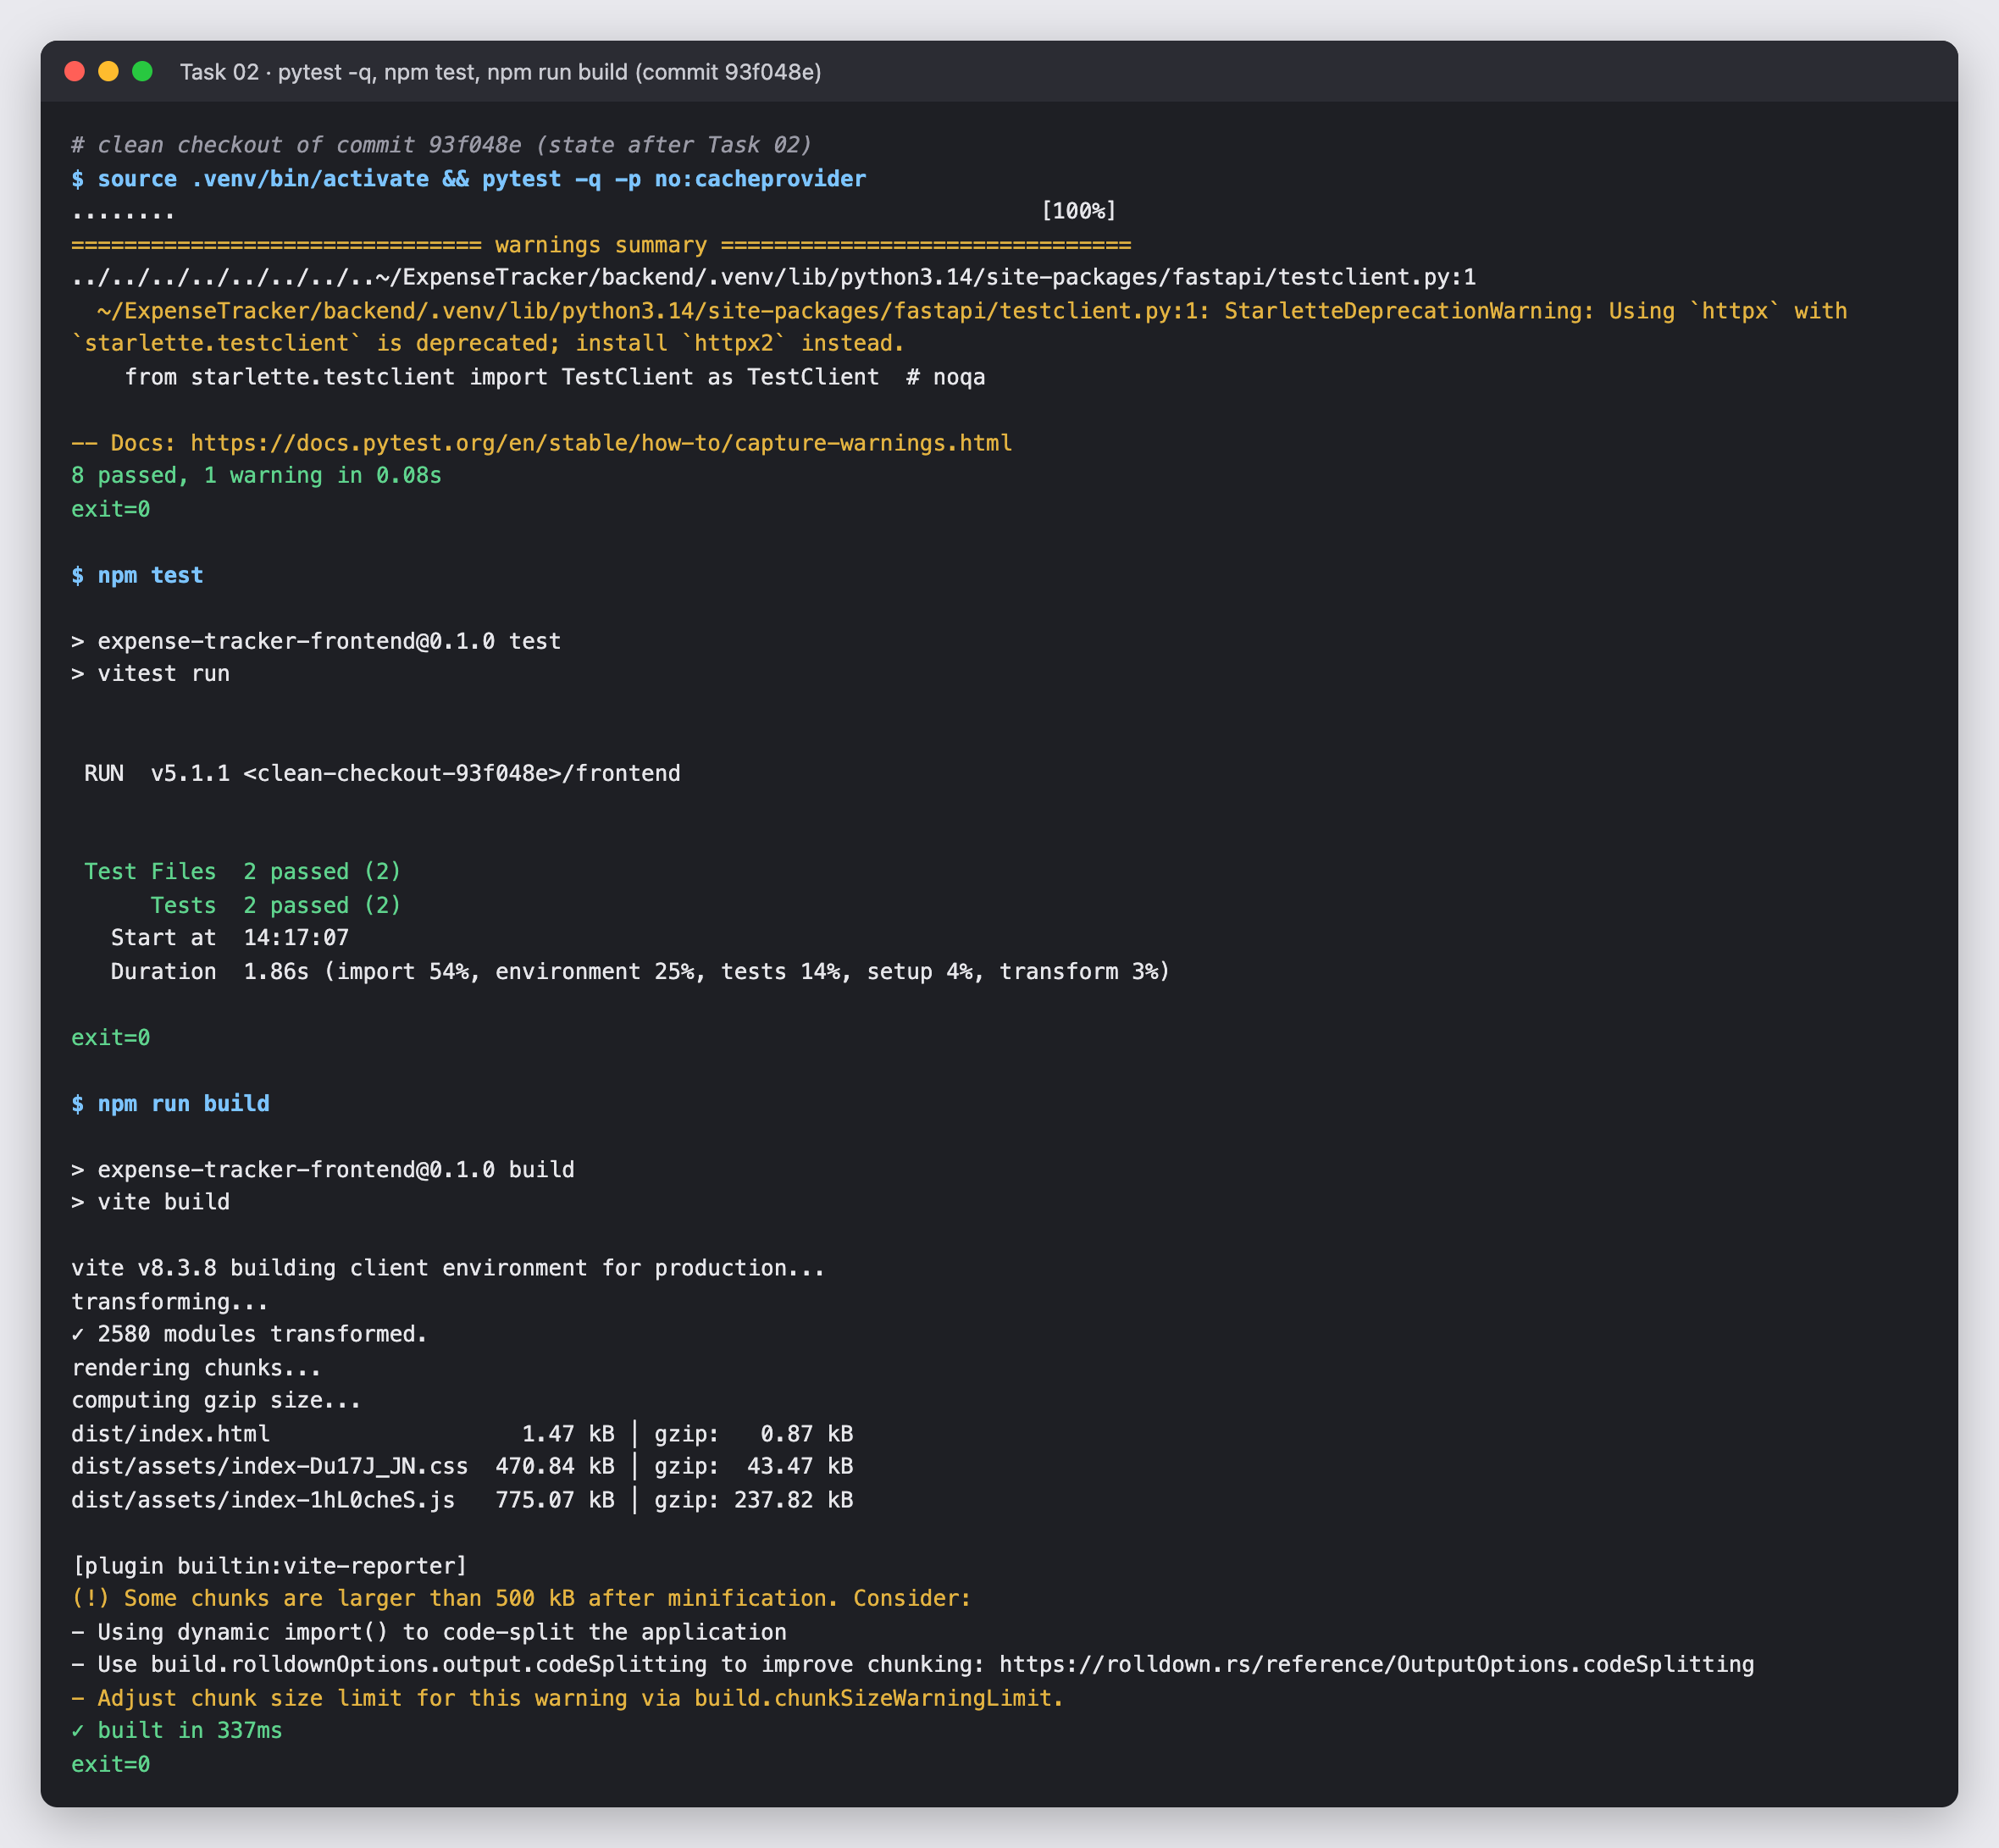 Task 02 · pytest -q, npm test, npm run build (commit 93f048e)
# clean checkout of commit 93f048e (state after Task 02)
$ source .venv/bin/activate && pytest -q -p no:cacheprovider
........                                                                 [100%]
=============================== warnings summary ===============================
../../../../../../../..~/ExpenseTracker/backend/.venv/lib/python3.14/site-packages/fastapi/testclient.py:1
  ~/ExpenseTracker/backend/.venv/lib/python3.14/site-packages/fastapi/testclient.py:1: StarletteDeprecationWarning: Using `httpx` with
`starlette.testclient` is deprecated; install `httpx2` instead.
    from starlette.testclient import TestClient as TestClient  # noqa
-- Docs: https://docs.pytest.org/en/stable/how-to/capture-warnings.html
8 passed, 1 warning in 0.08s
exit=0
$ npm test
> expense-tracker-frontend@0.1.0 test
> vitest run
 RUN  v5.1.1 <clean-checkout-93f048e>/frontend
 Test Files  2 passed (2)
      Tests  2 passed (2)
   Start at  14:17:07
   Duration  1.86s (import 54%, environment 25%, tests 14%, setup 4%, transform 3%)
exit=0
$ npm run build
> expense-tracker-frontend@0.1.0 build
> vite build
vite v8.3.8 building client environment for production...
transforming...
✓ 2580 modules transformed.
rendering chunks...
computing gzip size...
dist/index.html                   1.47 kB │ gzip:   0.87 kB
dist/assets/index-Du17J_JN.css  470.84 kB │ gzip:  43.47 kB
dist/assets/index-1hL0cheS.js   775.07 kB │ gzip: 237.82 kB
[plugin builtin:vite-reporter]
(!) Some chunks are larger than 500 kB after minification. Consider:
- Using dynamic import() to code-split the application
- Use build.rolldownOptions.output.codeSplitting to improve chunking: https://rolldown.rs/reference/OutputOptions.codeSplitting
- Adjust chunk size limit for this warning via build.chunkSizeWarningLimit.
✓ built in 337ms
exit=0